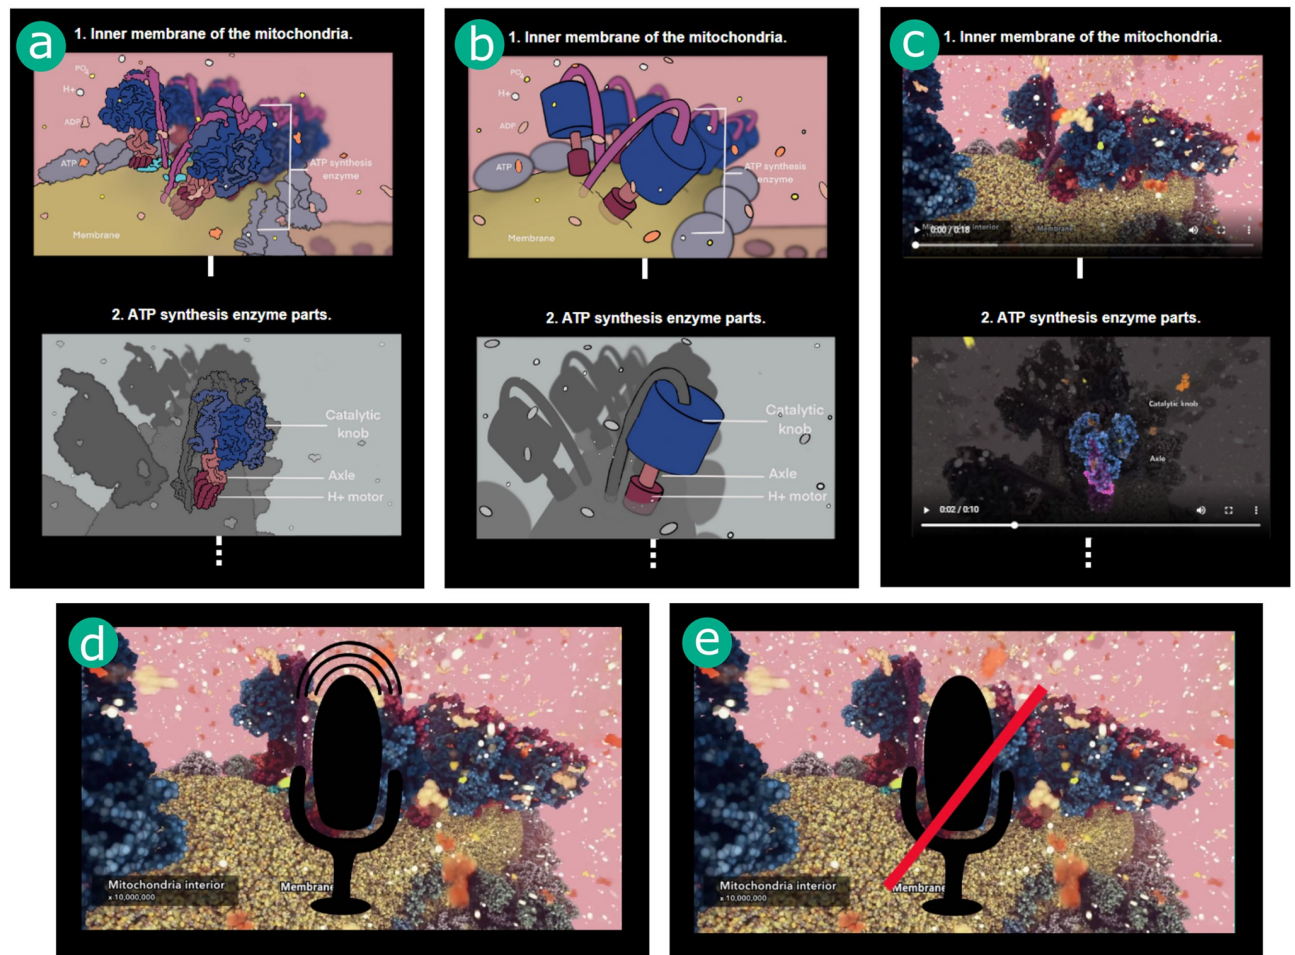 a
1. Inner membrane of the mitochondria.
PO₄
H+
ADP
ATP
ATP synthesis
enzyme
Membrane
2. ATP synthesis enzyme parts.
Catalytic
knob
Axle
H+ motor
b
1. Inner membrane of the mitochondria.
PO₄
H+
ADP
ATP
ATP synthesis
enzyme
Membrane
2. ATP synthesis enzyme parts.
Catalytic
knob
Axle
H+ motor
c
1. Inner membrane of the mitochondria.
Mitochondria interior
Membrane
0:00 / 0:18
2. ATP synthesis enzyme parts.
Catalytic knob
Axle
0:02 / 0:10
d
Mitochondria interior
x 10,000,000
Membrane
e
Mitochondria interior
x 10,000,000
Membrane